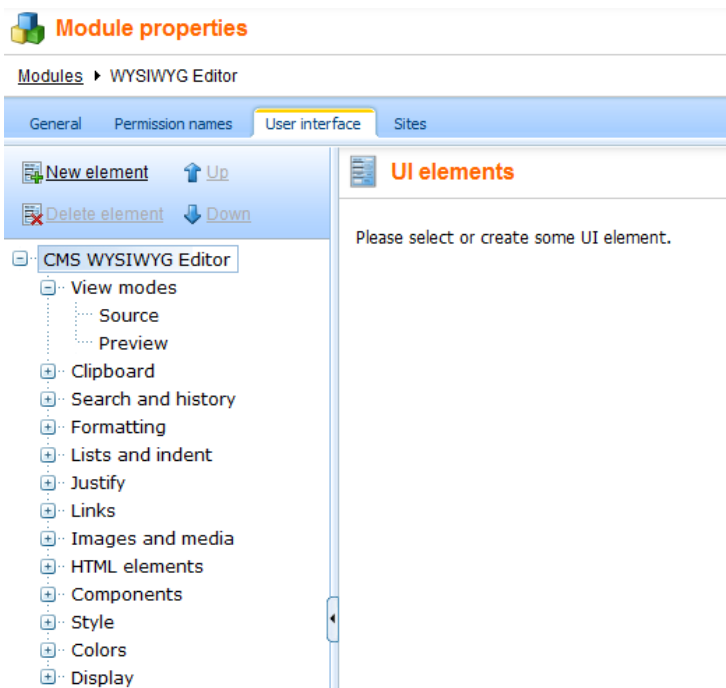 Module properties
Modules WYSIWYG Editor
General Permission names User interface Sites
New element Up
Delete element Down
UI elements
Please select or create some UI element.
CMS WYSIWYG Editor
View modes
Source
Preview
Clipboard
Search and history
Formatting
Lists and indent
Justify
Links
Images and media
HTML elements
Components
Style
Colors
Display